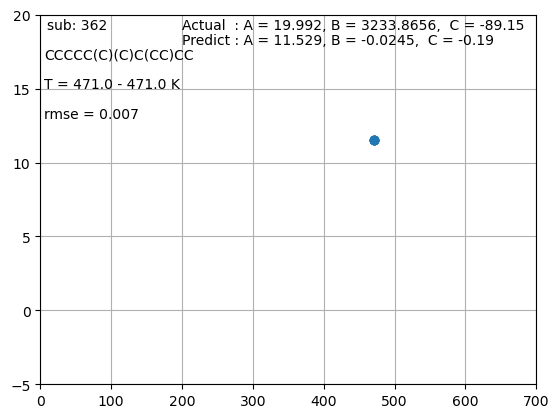 sub: 362
Actual  : A = 19.992, B = 3233.8656,  C = -89.15
Predict : A = 11.529, B = -0.0245,  C = -0.19
CCCCC(C)(C)C(CC)CC
T = 471.0 - 471.0 K
rmse = 0.007
20
15
10
5
0
−5
0 100 200 300 400 500 600 700